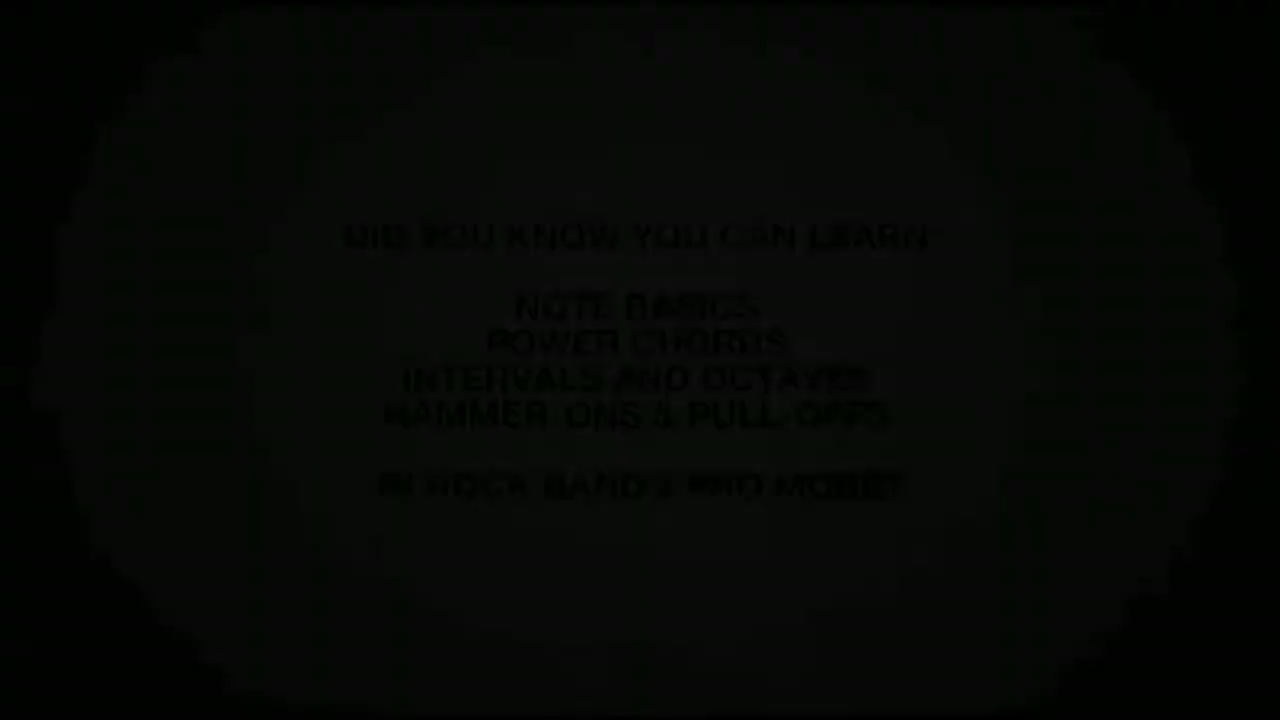 DID YOU KNOW YOU CAN LEARN
NOTE BASICS
POWER CHORDS
INTERVALS AND OCTAVES
HAMMER-ONS & PULL-OFFS
IN ROCK BAND 3 PRO MODE?